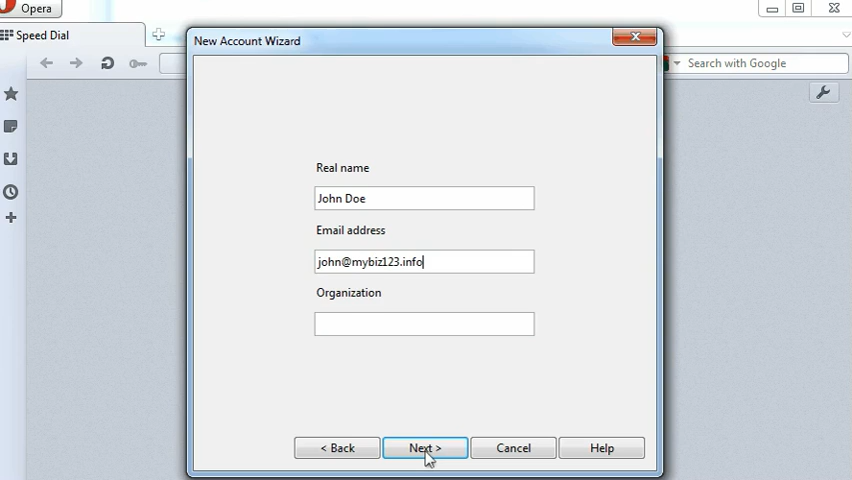 Opera
Speed Dial
Search with Google
New Account Wizard
Real name
John Doe
Email address
john@mybiz123.info
Organization
< Back
Next >
Cancel
Help